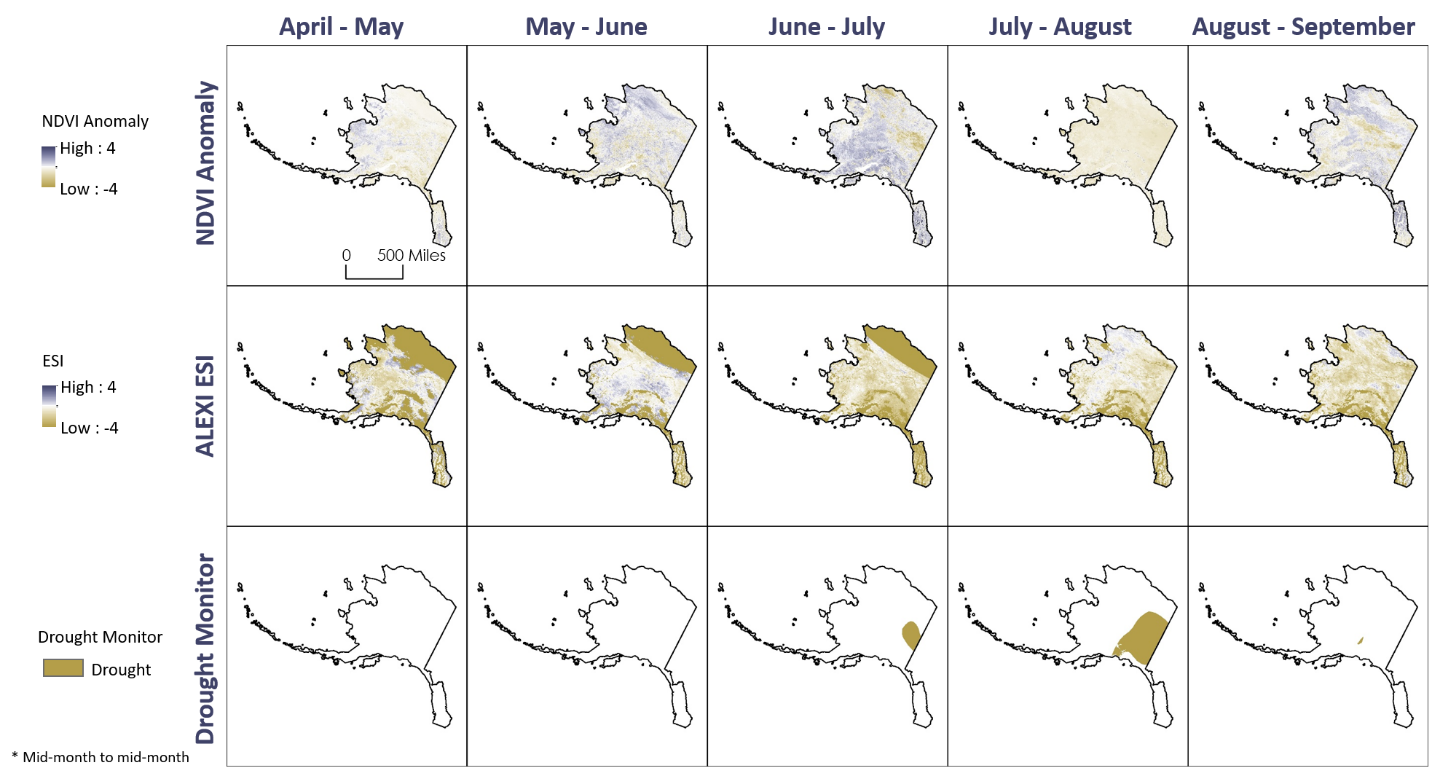 April - May
May - June
June - July
July - August
August - September
NDVI Anomaly
NDVI Anomaly
High : 4
Low : -4
0 500 Miles
ALEXI ESI
ESI
High : 4
Low : -4
Drought Monitor
Drought Monitor
Drought
* Mid-month to mid-month